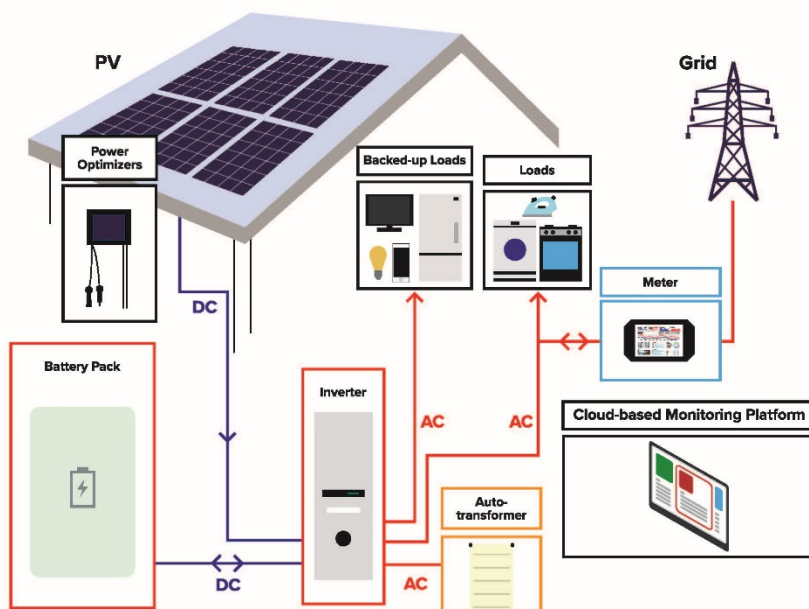 PV
Grid
Power
Optimizers
Backed-up Loads
Loads
Meter
DC
Battery Pack
Inverter
AC
AC
Cloud-based Monitoring Platform
Auto-
transformer
DC
AC